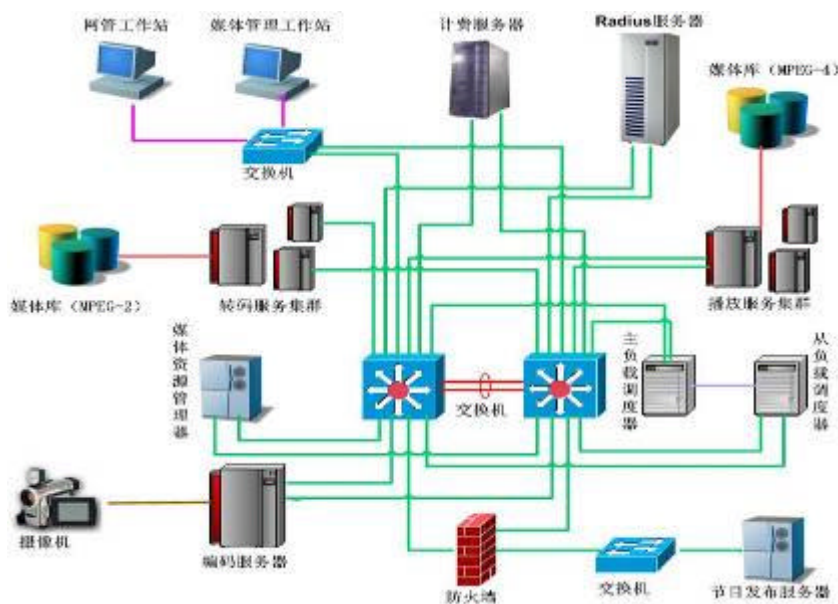 网管工作站
媒体管理工作站
计费服务器
Radius服务器
媒体库（MPEG-4）
交换机
媒体库（MPEG-2）
转码服务集群
播放服务集群
媒体资源管理器
交换机
主负载调度器
从负载调度器
摄像机
编码服务器
防火墙
交换机
节目发布服务器